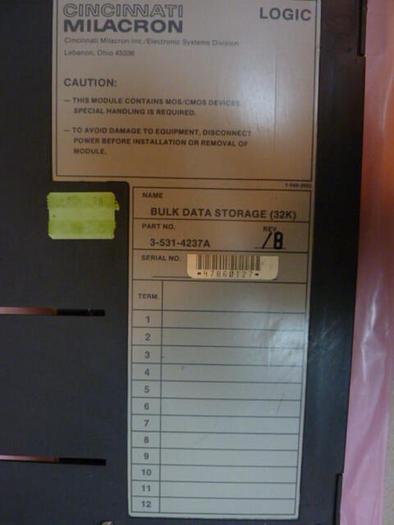 CINCINNATI LOGIC
MILACRON
Cincinnati Milacron Inc./Electronic Systems Division
Lebanon, Ohio 45036
CAUTION:
— THIS MODULE CONTAINS MOS/CMOS DEVICES.
SPECIAL HANDLING IS REQUIRED.
— TO AVOID DAMAGE TO EQUIPMENT, DISCONNECT
POWER BEFORE INSTALLATION OR REMOVAL OF
MODULE.
NAME
BULK DATA STORAGE (32K)
PART NO. REV.
3-531-4237A /B
SERIAL NO.
*47860127*
TERM.
1
2
3
4
5
6
7
8
9
10
11
12